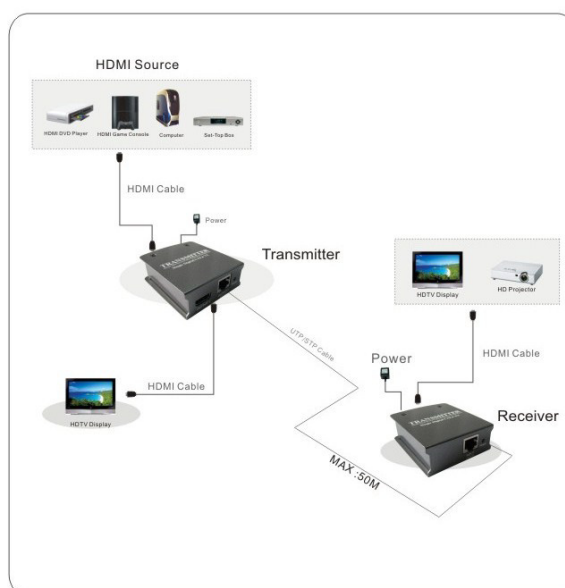 HDMI Source
HDMI DVD Player
HDMI Game Console
Computer
Set-Top Box
HDMI Cable
Power
TRANSMITTER
Transmitter
HDTV Display
HD Projector
UTP/STP Cable
Power
HDMI Cable
HDMI Cable
HDTV Display
TRANSMITTER
Receiver
MAX :50M